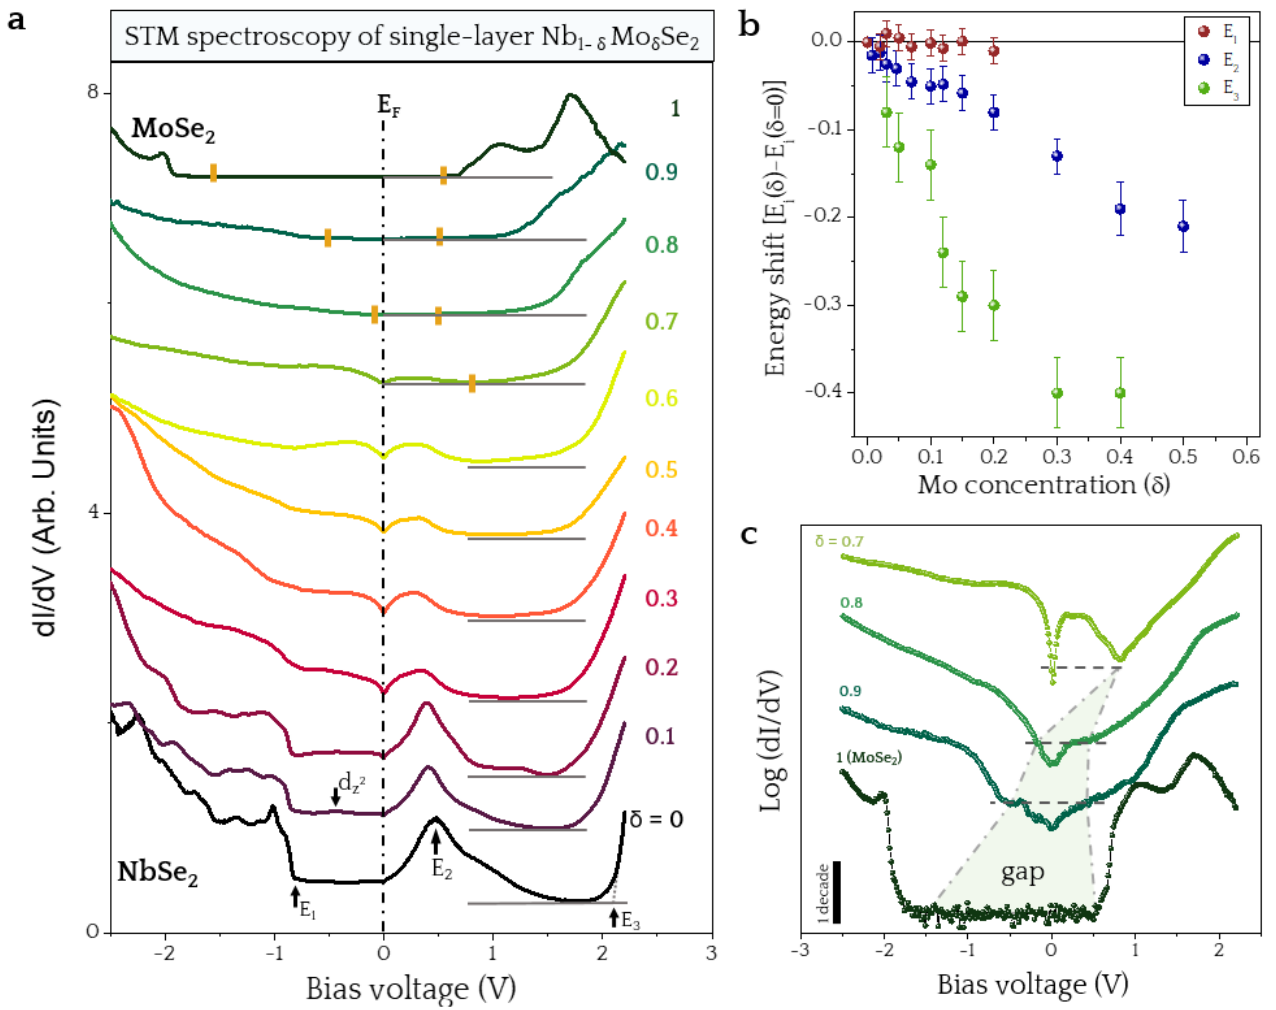 a
STM spectroscopy of single-layer Nb1-δMoδSe2
8
4
0
dI/dV (Arb. Units)
EF
MoSe2
1
0.9
0.8
0.7
0.6
0.5
0.4
0.3
0.2
0.1
δ = 0
dz²
NbSe2
E1
E2
E3
-2
-1
0
1
2
3
Bias voltage (V)
b
E1
E2
E3
0.0
-0.1
-0.2
-0.3
-0.4
Energy shift [Ei(δ)-Ei(δ=0)]
0.0
0.1
0.2
0.3
0.4
0.5
0.6
Mo concentration (δ)
c
δ = 0.7
0.8
0.9
1 (MoSe2)
Log (dI/dV)
1 decade
gap
-3
-2
-1
0
1
2
Bias voltage (V)